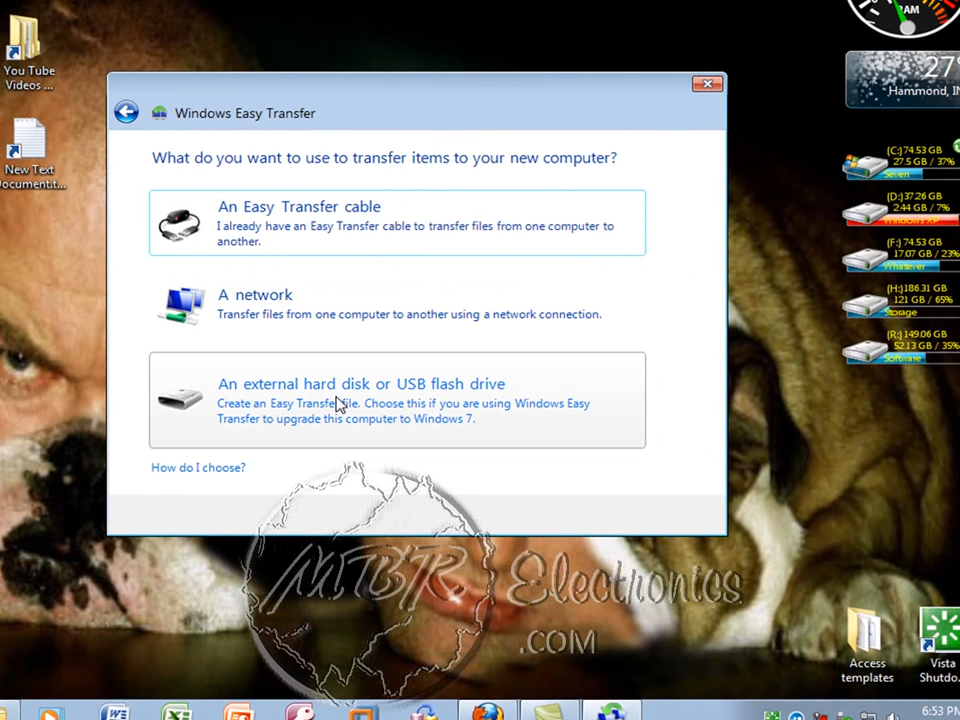 You Tube
Videos ...
New Text
Document.t...
Windows Easy Transfer
What do you want to use to transfer items to your new computer?
An Easy Transfer cable
I already have an Easy Transfer cable to transfer files from one computer to
another.
A network
Transfer files from one computer to another using a network connection.
An external hard disk or USB flash drive
Create an Easy Transfer file. Choose this if you are using Windows Easy
Transfer to upgrade this computer to Windows 7.
How do I choose?
RAM
27°
Hammond, IN
(C:) 74.53 GB
27.5 GB / 37%
Seven
(D:) 37.26 GB
2.44 GB / 7%
Windows XP
(F:) 74.53 GB
17.07 GB / 23%
Whatever
(H:) 186.31 GB
121 GB / 65%
Storage
(R:) 149.06 GB
52.13 GB / 35%
Software
MTBR Electronics
.COM
Access
templates
Vista
Shutdo...
6:53 PM